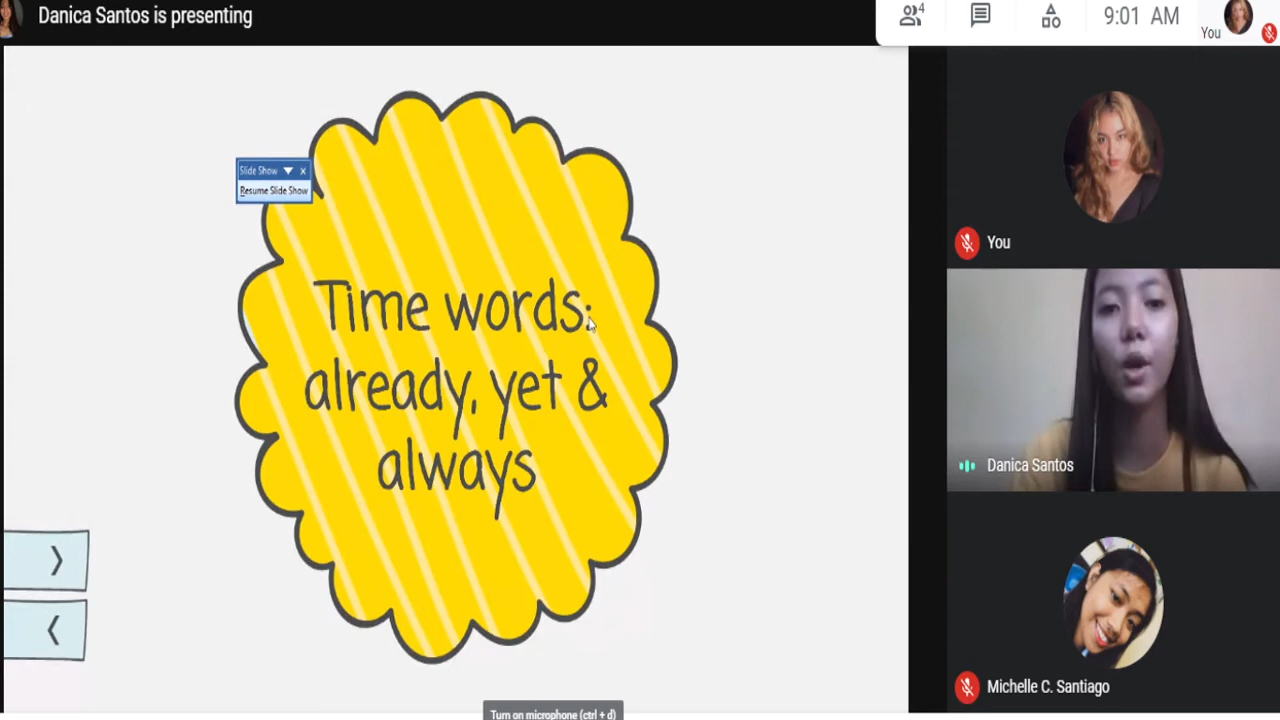 Danica Santos is presenting
4
9:01 AM
You
Slide Show
Resume Slide Show
Time words:
already, yet &
always
You
Danica Santos
Michelle C. Santiago
Turn on microphone (ctrl + d)